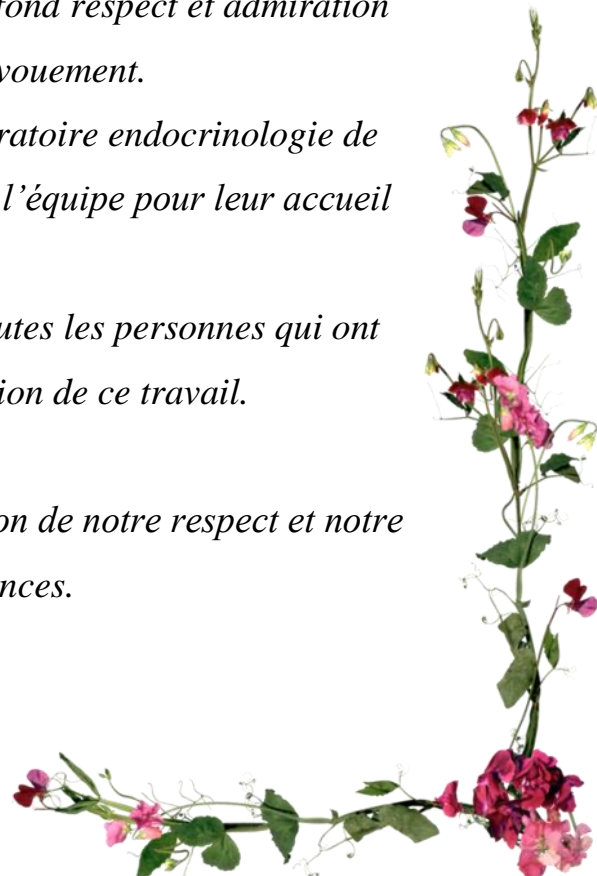 fond respect et admiration
vouement.
ratoire endocrinologie de
l’équipe pour leur accueil
utes les personnes qui ont
ion de ce travail.
on de notre respect et notre
nces.